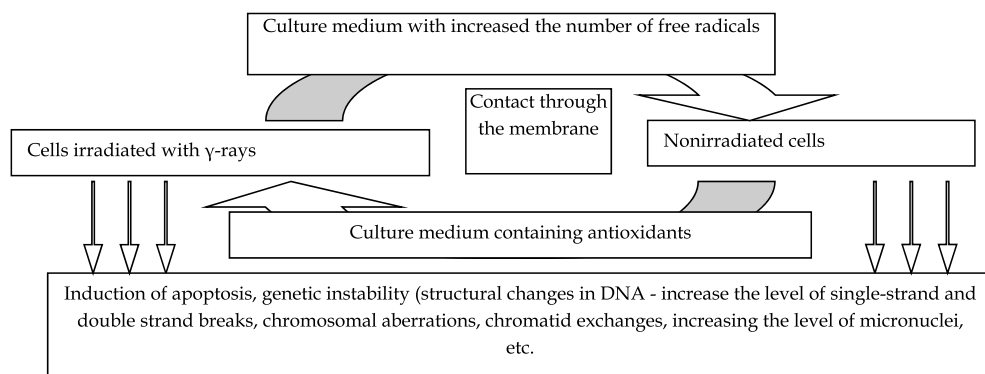 Culture medium with increased the number of free radicals
Contact through
the membrane
Cells irradiated with γ-rays
Nonirradiated cells
Culture medium containing antioxidants
Induction of apoptosis, genetic instability (structural changes in DNA - increase the level of single-strand and
double strand breaks, chromosomal aberrations, chromatid exchanges, increasing the level of micronuclei,
etc.